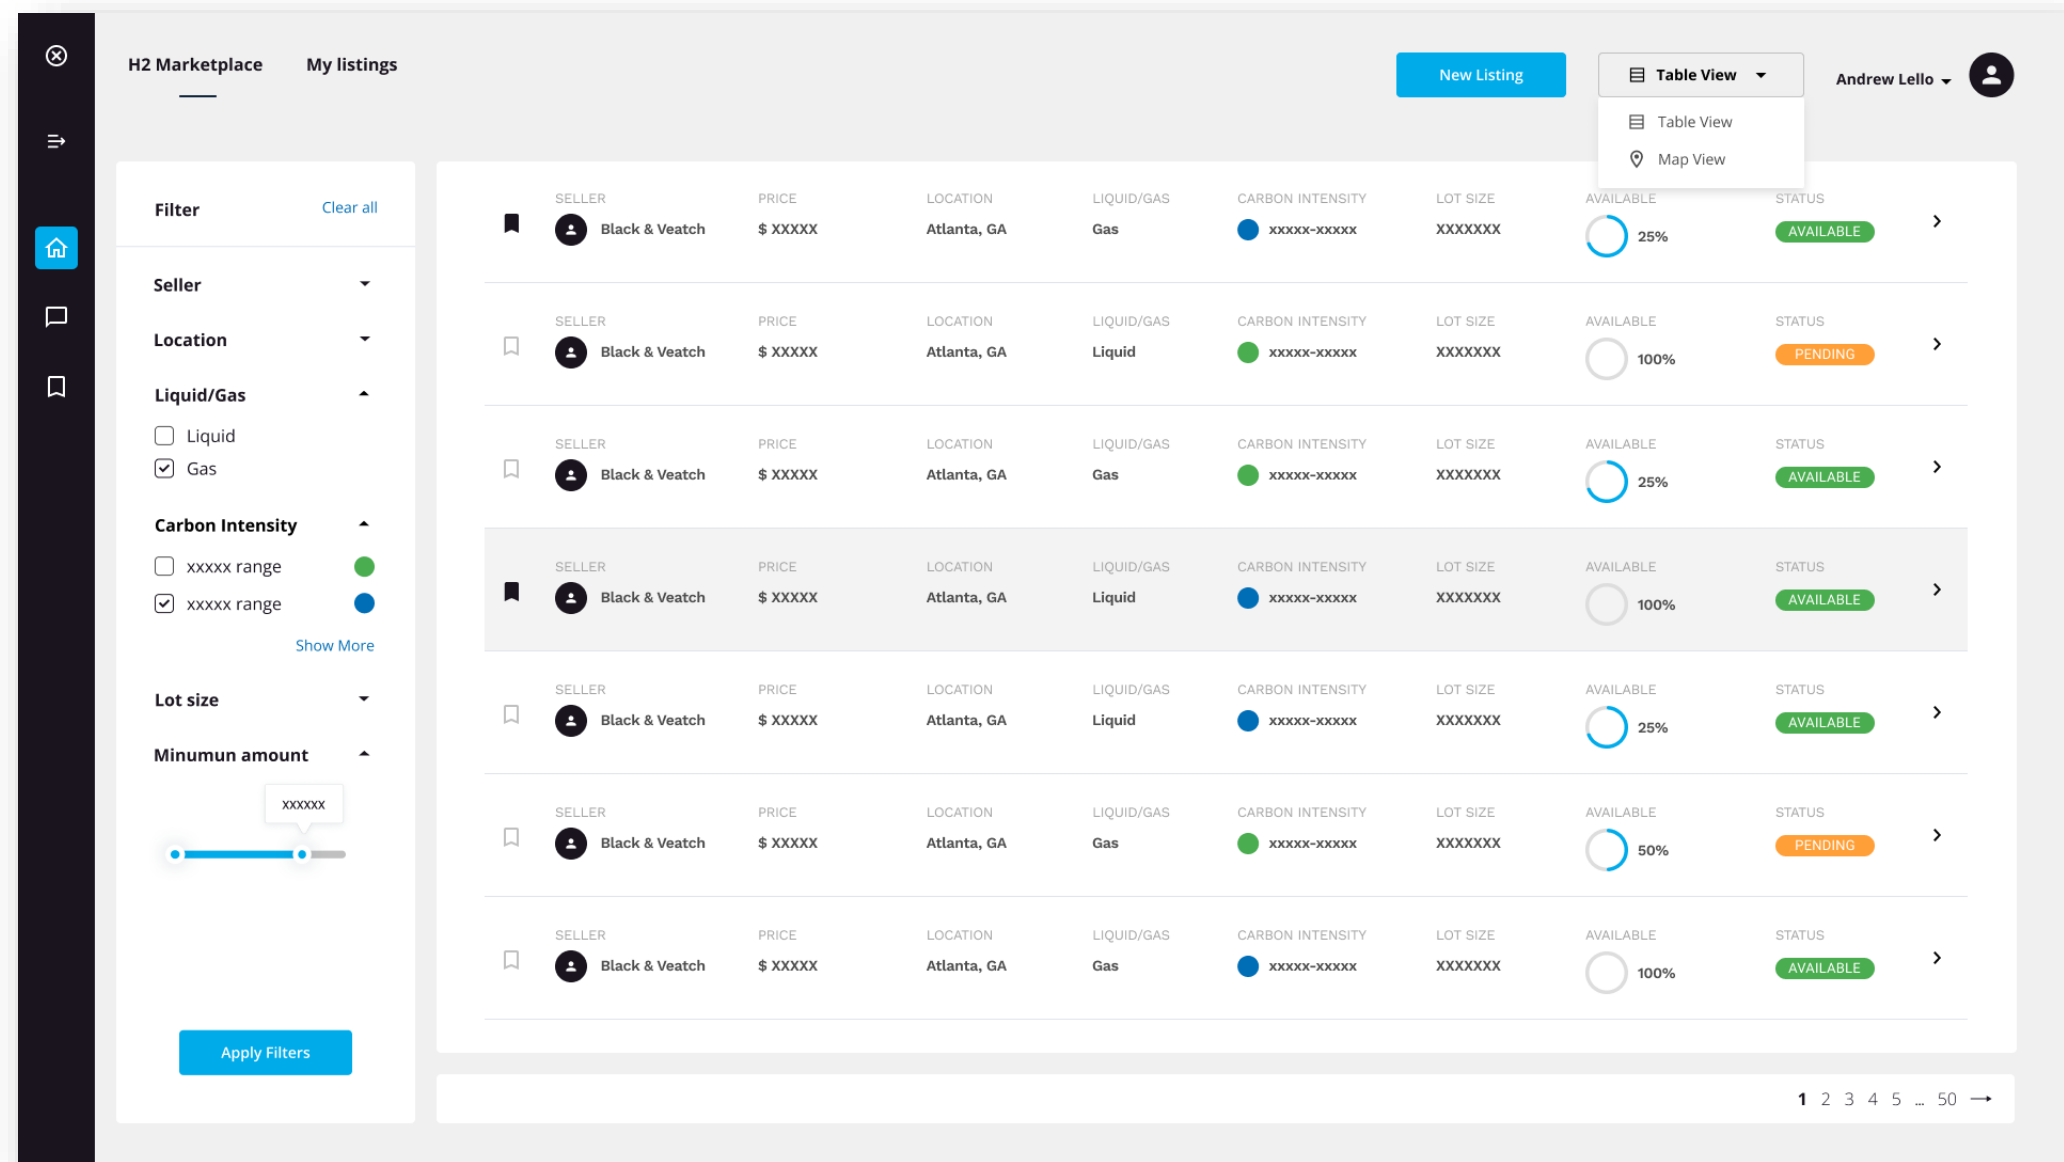 H2 Marketplace My listings New Listing Table View Andrew Lello
Table View
Map View
Filter Clear all
Seller
Location
Liquid/Gas
Liquid
Gas
Carbon Intensity
xxxxx range
xxxxx range
Show More
Lot size
Minumun amount
xxxxxx
Apply Filters
SELLER PRICE LOCATION LIQUID/GAS CARBON INTENSITY LOT SIZE AVAILABLE STATUS
Black & Veatch $ XXXXX Atlanta, GA Gas xxxxx-xxxxx XXXXXXX 25% AVAILABLE
SELLER PRICE LOCATION LIQUID/GAS CARBON INTENSITY LOT SIZE AVAILABLE STATUS
Black & Veatch $ XXXXX Atlanta, GA Liquid xxxxx-xxxxx XXXXXXX 100% PENDING
SELLER PRICE LOCATION LIQUID/GAS CARBON INTENSITY LOT SIZE AVAILABLE STATUS
Black & Veatch $ XXXXX Atlanta, GA Gas xxxxx-xxxxx XXXXXXX 25% AVAILABLE
SELLER PRICE LOCATION LIQUID/GAS CARBON INTENSITY LOT SIZE AVAILABLE STATUS
Black & Veatch $ XXXXX Atlanta, GA Liquid xxxxx-xxxxx XXXXXXX 100% AVAILABLE
SELLER PRICE LOCATION LIQUID/GAS CARBON INTENSITY LOT SIZE AVAILABLE STATUS
Black & Veatch $ XXXXX Atlanta, GA Liquid xxxxx-xxxxx XXXXXXX 25% AVAILABLE
SELLER PRICE LOCATION LIQUID/GAS CARBON INTENSITY LOT SIZE AVAILABLE STATUS
Black & Veatch $ XXXXX Atlanta, GA Gas xxxxx-xxxxx XXXXXXX 50% PENDING
SELLER PRICE LOCATION LIQUID/GAS CARBON INTENSITY LOT SIZE AVAILABLE STATUS
Black & Veatch $ XXXXX Atlanta, GA Gas xxxxx-xxxxx XXXXXXX 100% AVAILABLE
1 2 3 4 5 ... 50 →